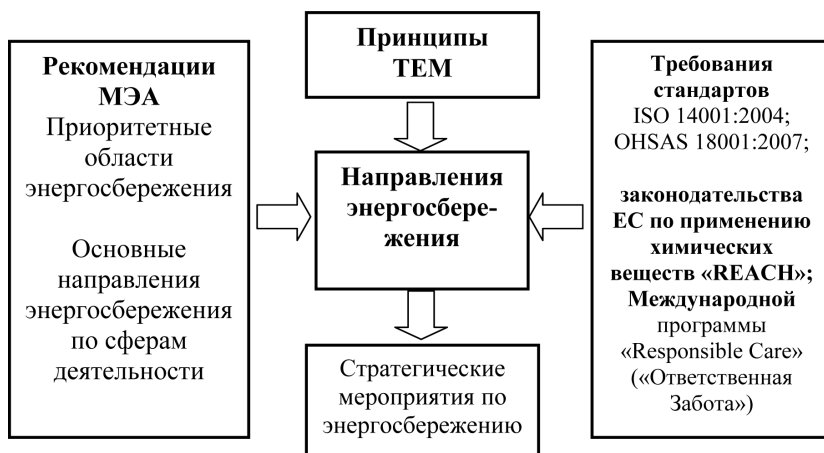 Рекомендации
МЭА
Приоритетные
области
энергосбережения
Основные
направления
энергосбережения
по сферам
деятельности
Принципы
ТЕМ
Направления
энергосбере-
жения
Стратегические
мероприятия по
энергосбережению
Требования
стандартов
ISO 14001:2004;
OHSAS 18001:2007;
законодательства
ЕС по применению
химических
веществ «REACH»;
Международной
программы
«Responsible Care»
(«Ответственная
Забота»)